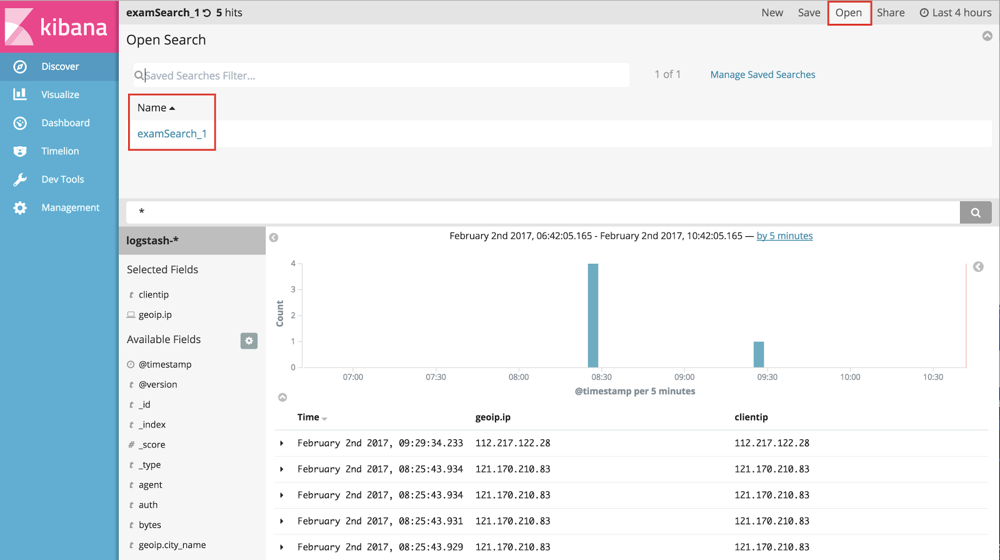 kibana
Discover
Visualize
Dashboard
Timelion
Dev Tools
Management
examSearch_1 5 hits
New Save Open Share Last 4 hours
Open Search
Saved Searches Filter...
1 of 1
Manage Saved Searches
Name
examSearch_1
*
logstash-*
Selected Fields
t clientip
geoip.ip
Available Fields
@timestamp
t @version
t _id
t _index
# _score
t _type
t agent
t auth
t bytes
t geoip.city_name
February 2nd 2017, 06:42:05.165 - February 2nd 2017, 10:42:05.165 — by 5 minutes
Count
4
3
2
1
0
07:00 07:30 08:00 08:30 09:00 09:30 10:00 10:30
@timestamp per 5 minutes
Time geoip.ip clientip
February 2nd 2017, 09:29:34.233 112.217.122.28 112.217.122.28
February 2nd 2017, 08:25:43.934 121.170.210.83 121.170.210.83
February 2nd 2017, 08:25:43.934 121.170.210.83 121.170.210.83
February 2nd 2017, 08:25:43.931 121.170.210.83 121.170.210.83
February 2nd 2017, 08:25:43.929 121.170.210.83 121.170.210.83